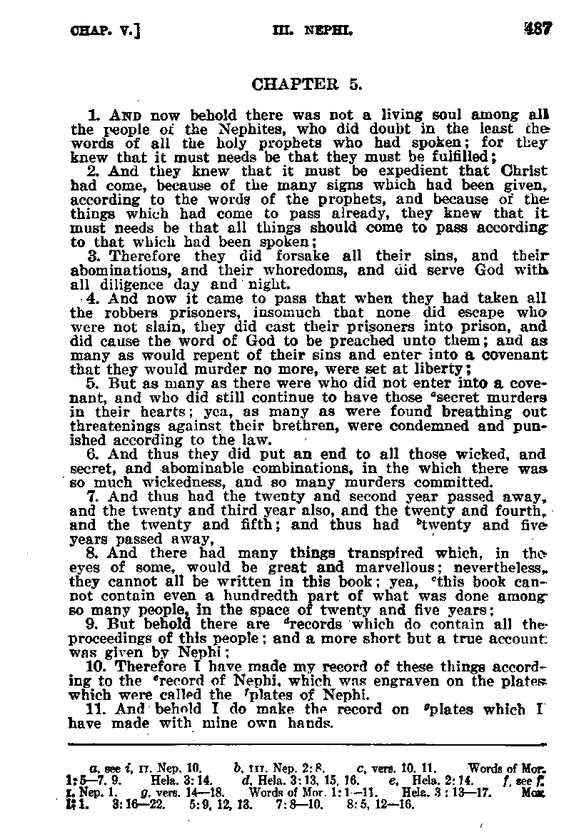 CHAP. V.] III. NEPHI. 487
CHAPTER 5.
1. AND now behold there was not a living soul among all
the people of the Nephites, who did doubt in the least the
words of all the holy prophets who had spoken; for they
knew that it must needs be that they must be fulfilled;
2. And they knew that it must be expedient that Christ
had come, because of the many signs which had been given,
according to the words of the prophets, and because of the
things which had come to pass already, they knew that it
must needs be that all things should come to pass according
to that which had been spoken;
3. Therefore they did forsake all their sins, and their
abominations, and their whoredoms, and did serve God with
all diligence day and night.
4. And now it came to pass that when they had taken all
the robbers prisoners, insomuch that none did escape who
were not slain, they did cast their prisoners into prison, and
did cause the word of God to be preached unto them; and as
many as would repent of their sins and enter into a covenant
that they would murder no more, were set at liberty;
5. But as many as there were who did not enter into a cove-
nant, and who did still continue to have those ᵃsecret murders
in their hearts; yea, as many as were found breathing out
threatenings against their brethren, were condemned and pun-
ished according to the law.
6. And thus they did put an end to all those wicked, and
secret, and abominable combinations, in the which there was
so much wickedness, and so many murders committed.
7. And thus had the twenty and second year passed away,
and the twenty and third year also, and the twenty and fourth,
and the twenty and fifth; and thus had ᵇtwenty and five
years passed away,
8. And there had many things transpired which, in the
eyes of some, would be great and marvellous; nevertheless,
they cannot all be written in this book; yea, ᶜthis book can-
not contain even a hundredth part of what was done among
so many people, in the space of twenty and five years;
9. But behold there are ᵈrecords which do contain all the
proceedings of this people; and a more short but a true account
was given by Nephi;
10. Therefore I have made my record of these things accord-
ing to the ᵉrecord of Nephi, which was engraven on the plates
which were called the ᶠplates of Nephi.
11. And behold I do make the record on ᵍplates which I
have made with mine own hands.
a, see i, II. Nep. 10. b, III. Nep. 2:8. c, vers. 10, 11. Words of Mor.
1:5—7, 9. Hela. 3:14. d, Hela. 3:13, 15, 16. e, Hela. 2:14. f, see f,
I. Nep. 1. g, vers. 14—18. Words of Mor. 1:1—11. Hela. 3:13—17. Mor.
1:1. 3:16—22. 5:9, 12, 13. 7:8—10. 8:5, 12—16.